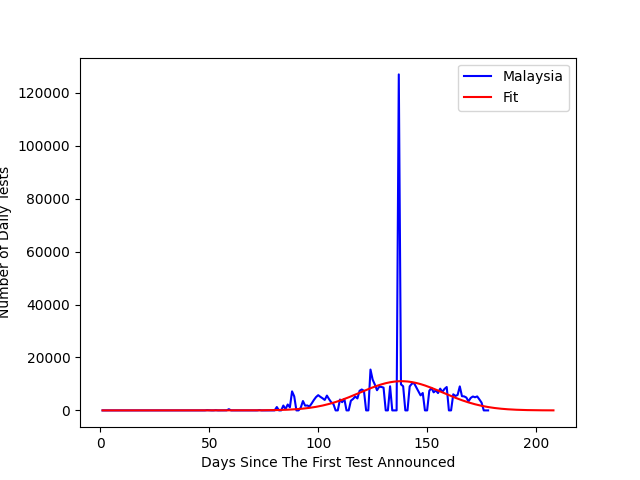 Malaysia
Fit
120000
100000
80000
60000
40000
20000
0
Number of Daily Tests
0 50 100 150 200
Days Since The First Test Announced